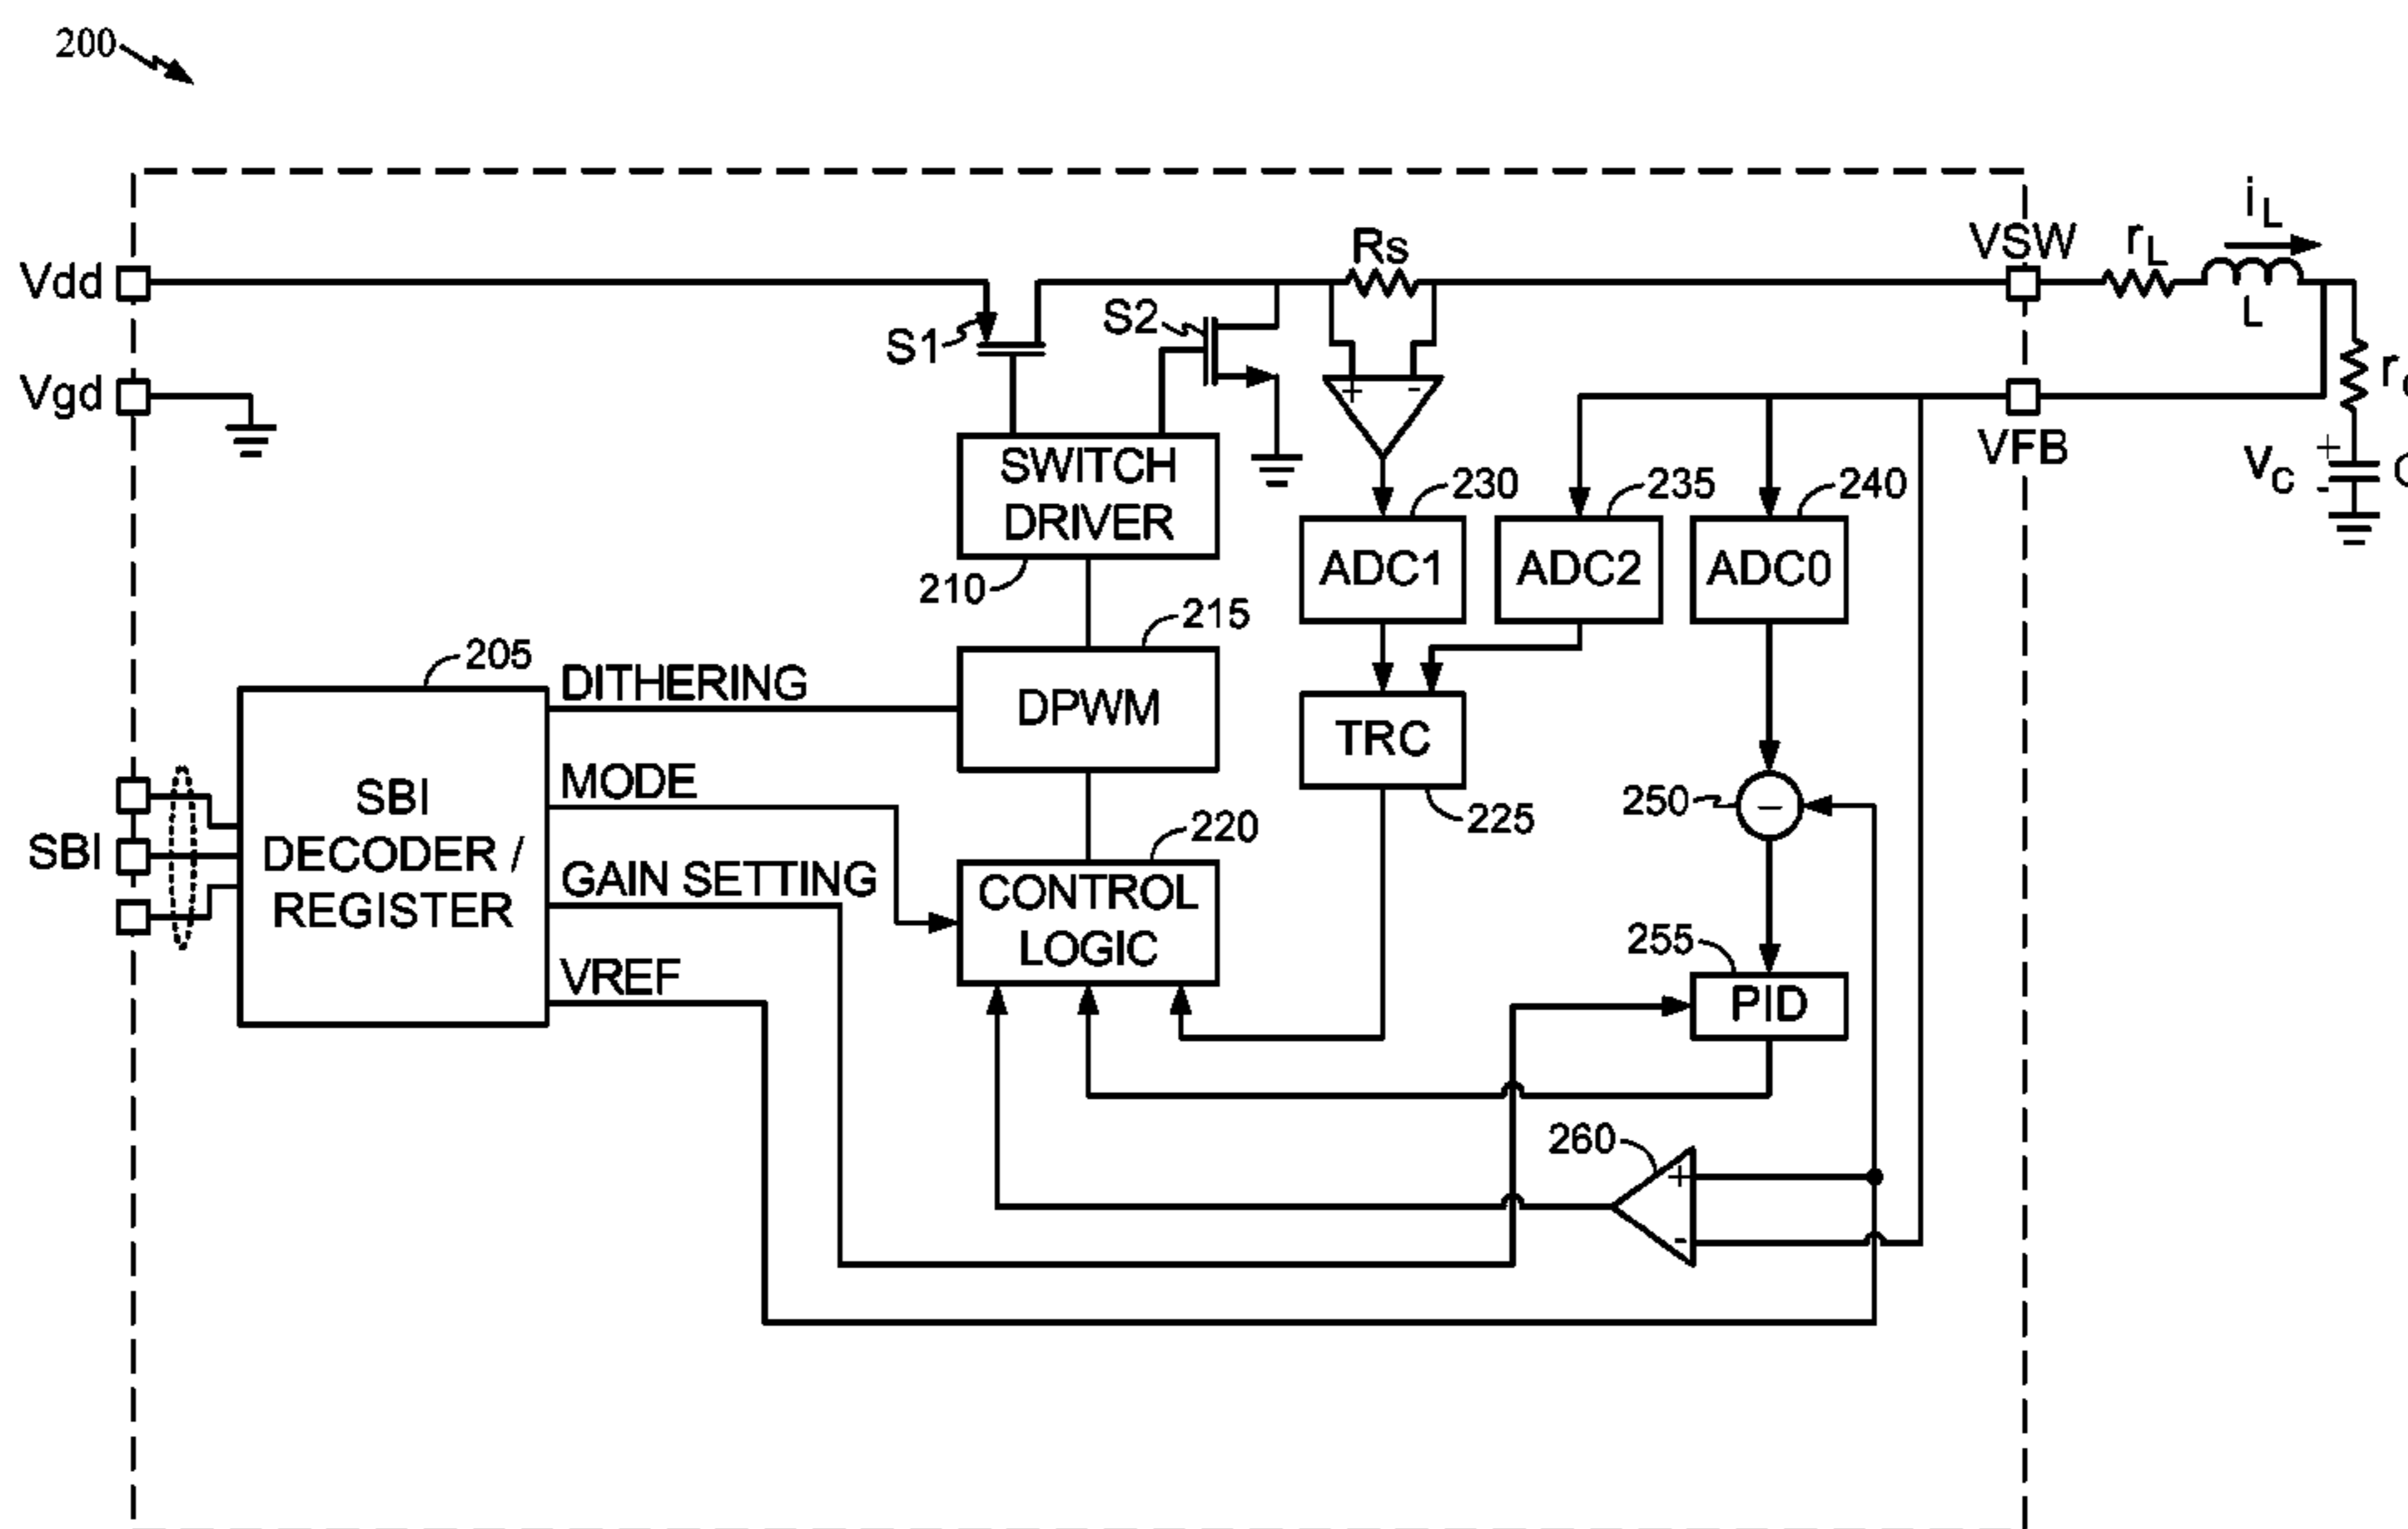 200
Vdd
Vgd
S1
S2
Rs
VSW
rL
iL
L
VFB
vC
+
-
SWITCH
DRIVER
210
+ -
230
235
240
ADC1
ADC2
ADC0
205
DITHERING
215
DPWM
TRC
225
SBI
SBI
DECODER /
REGISTER
MODE
GAIN SETTING
VREF
220
CONTROL
LOGIC
250
−
255
PID
260
+
-